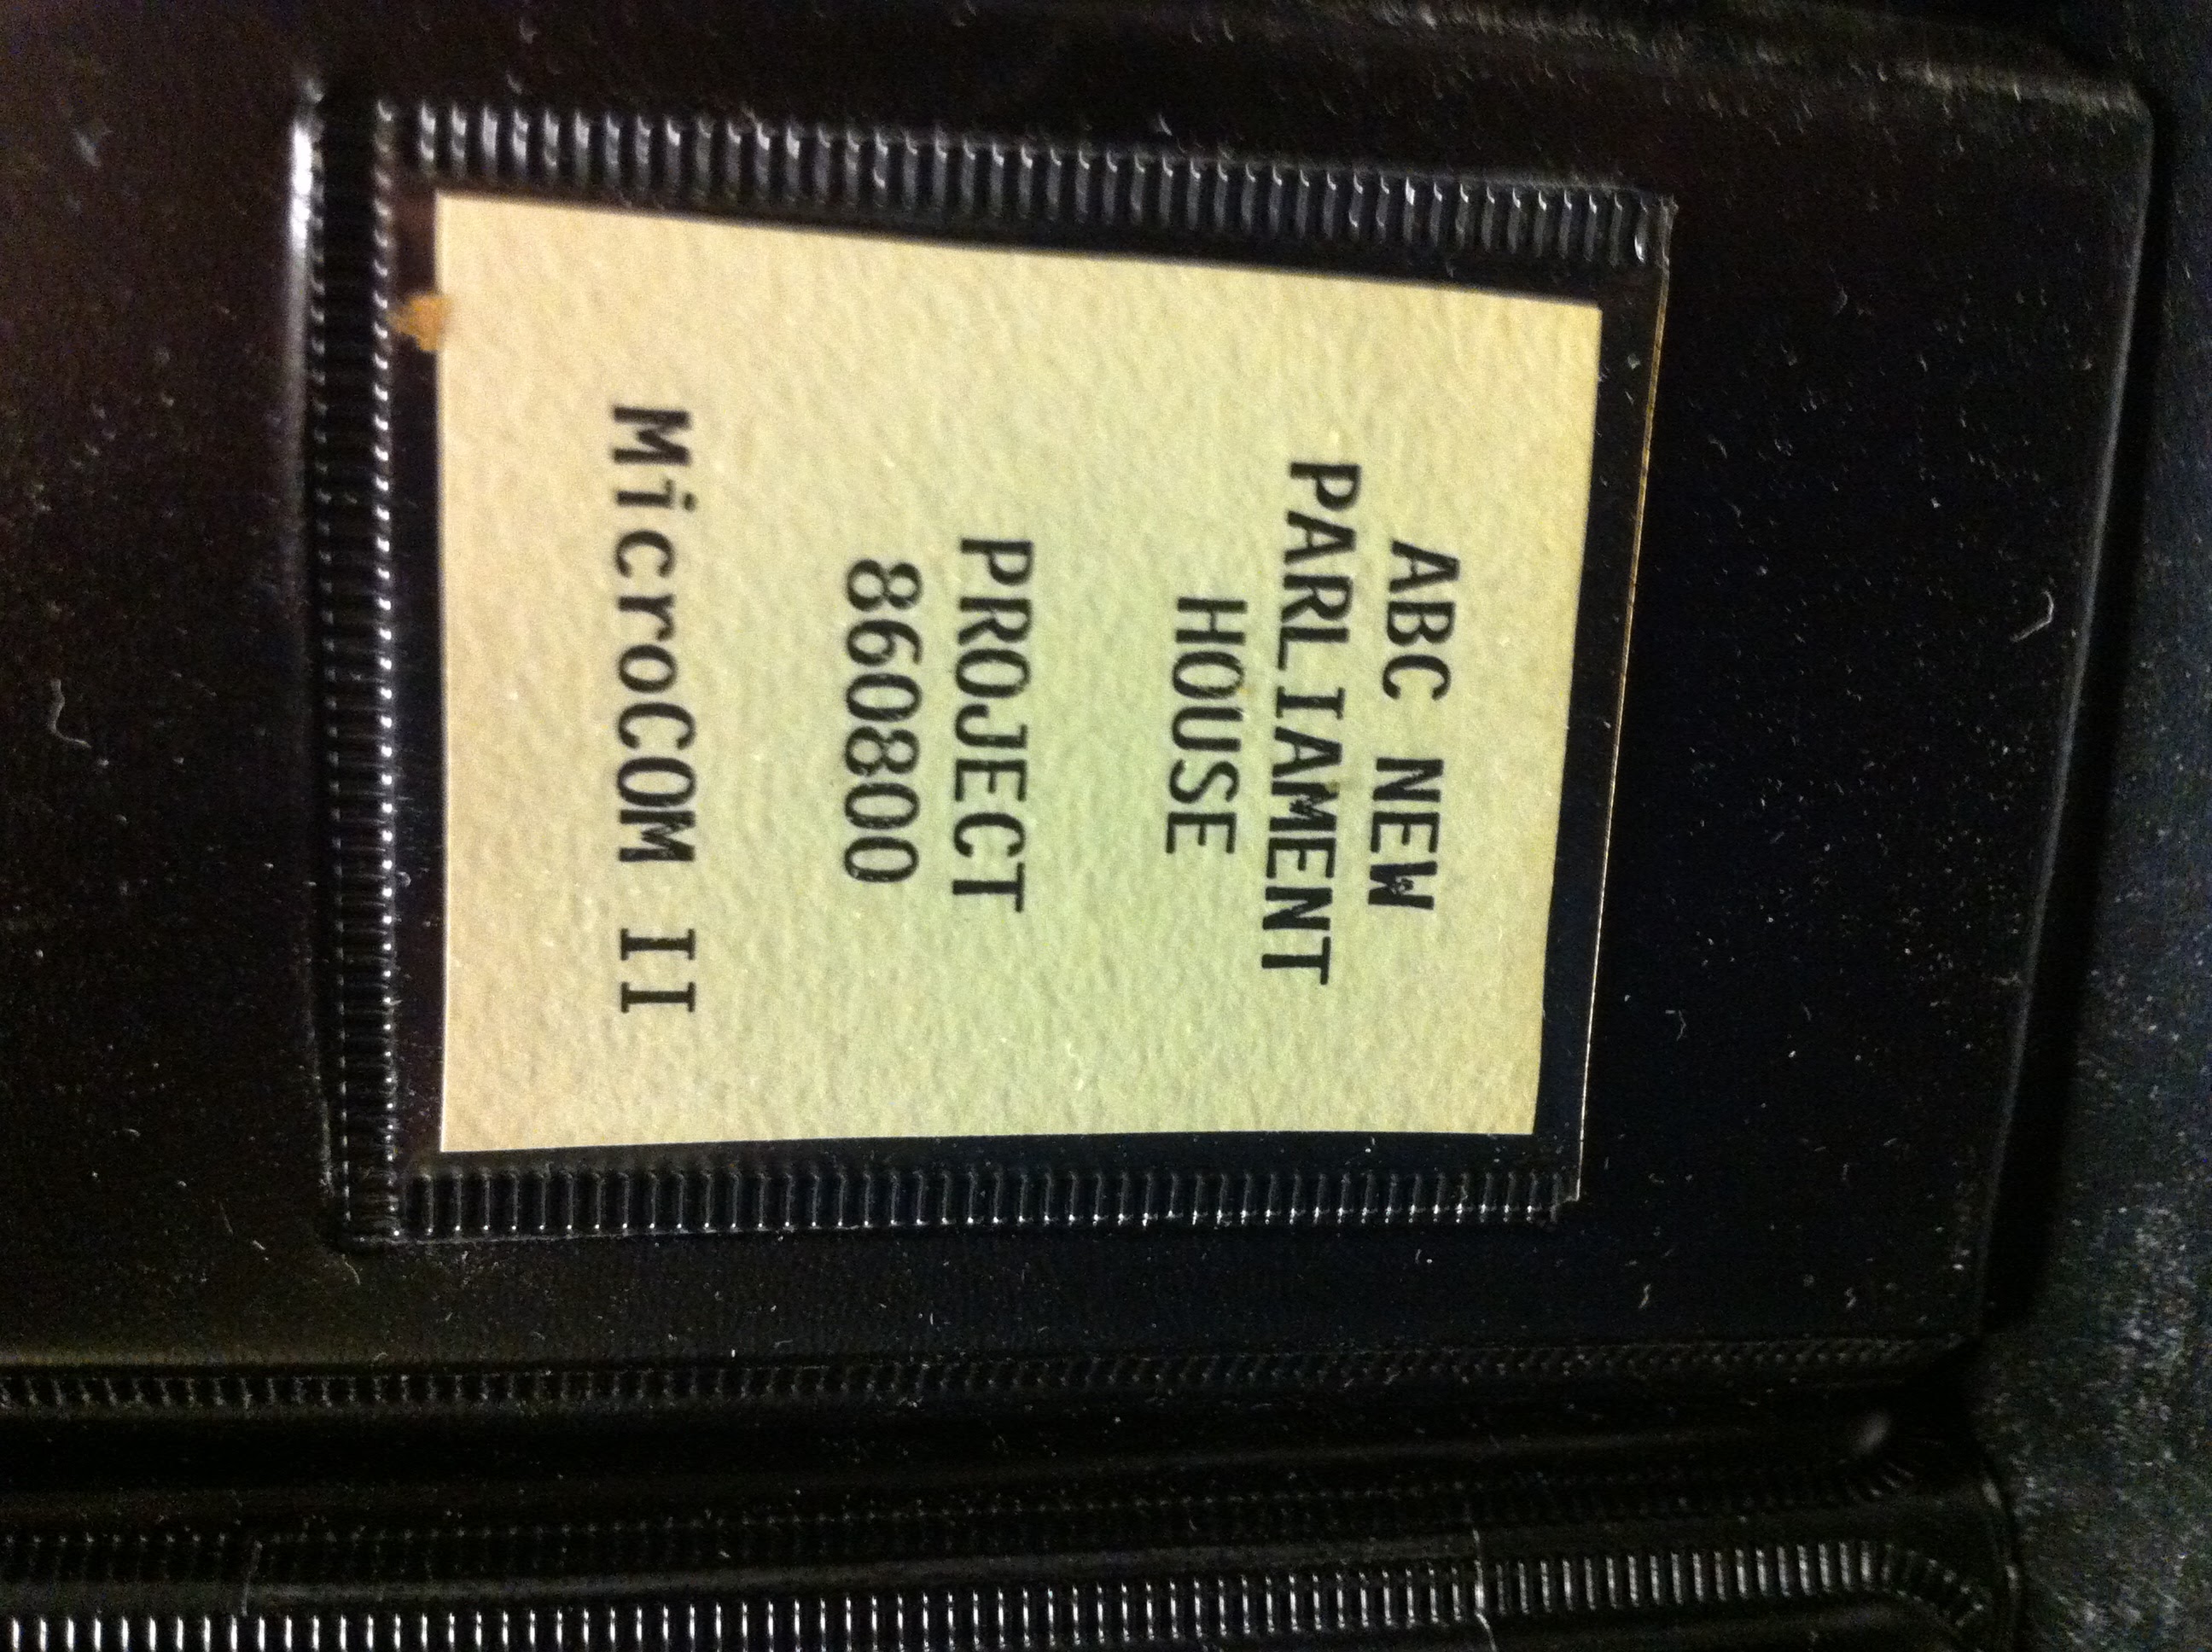 ABC NEW
PARLIAMENT
HOUSE
PROJECT
860800
MicroCOM II